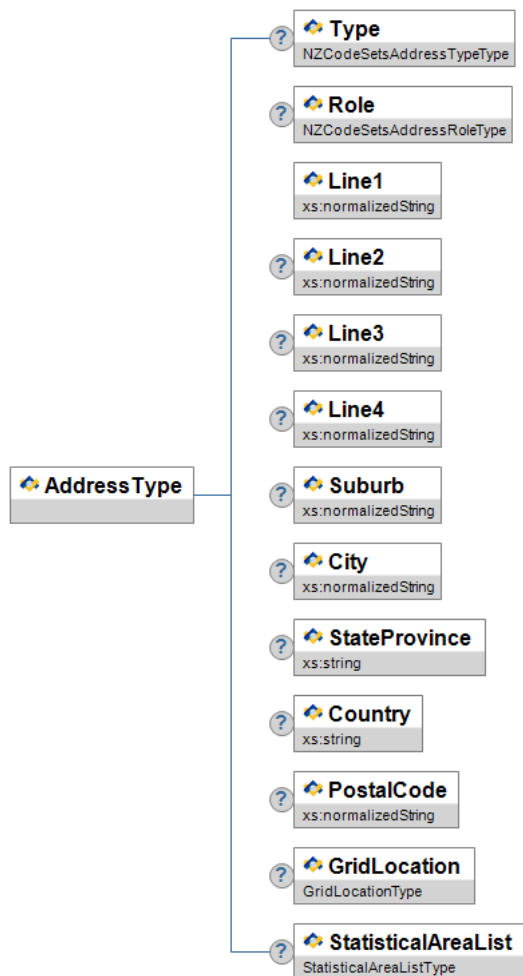 ?
Type
NZCodeSetsAddressTypeType
?
Role
NZCodeSetsAddressRoleType
Line1
xs:normalizedString
?
Line2
xs:normalizedString
?
Line3
xs:normalizedString
?
Line4
xs:normalizedString
AddressType
?
Suburb
xs:normalizedString
?
City
xs:normalizedString
?
StateProvince
xs:string
?
Country
xs:string
?
PostalCode
xs:normalizedString
?
GridLocation
GridLocationType
?
StatisticalAreaList
StatisticalAreaListType